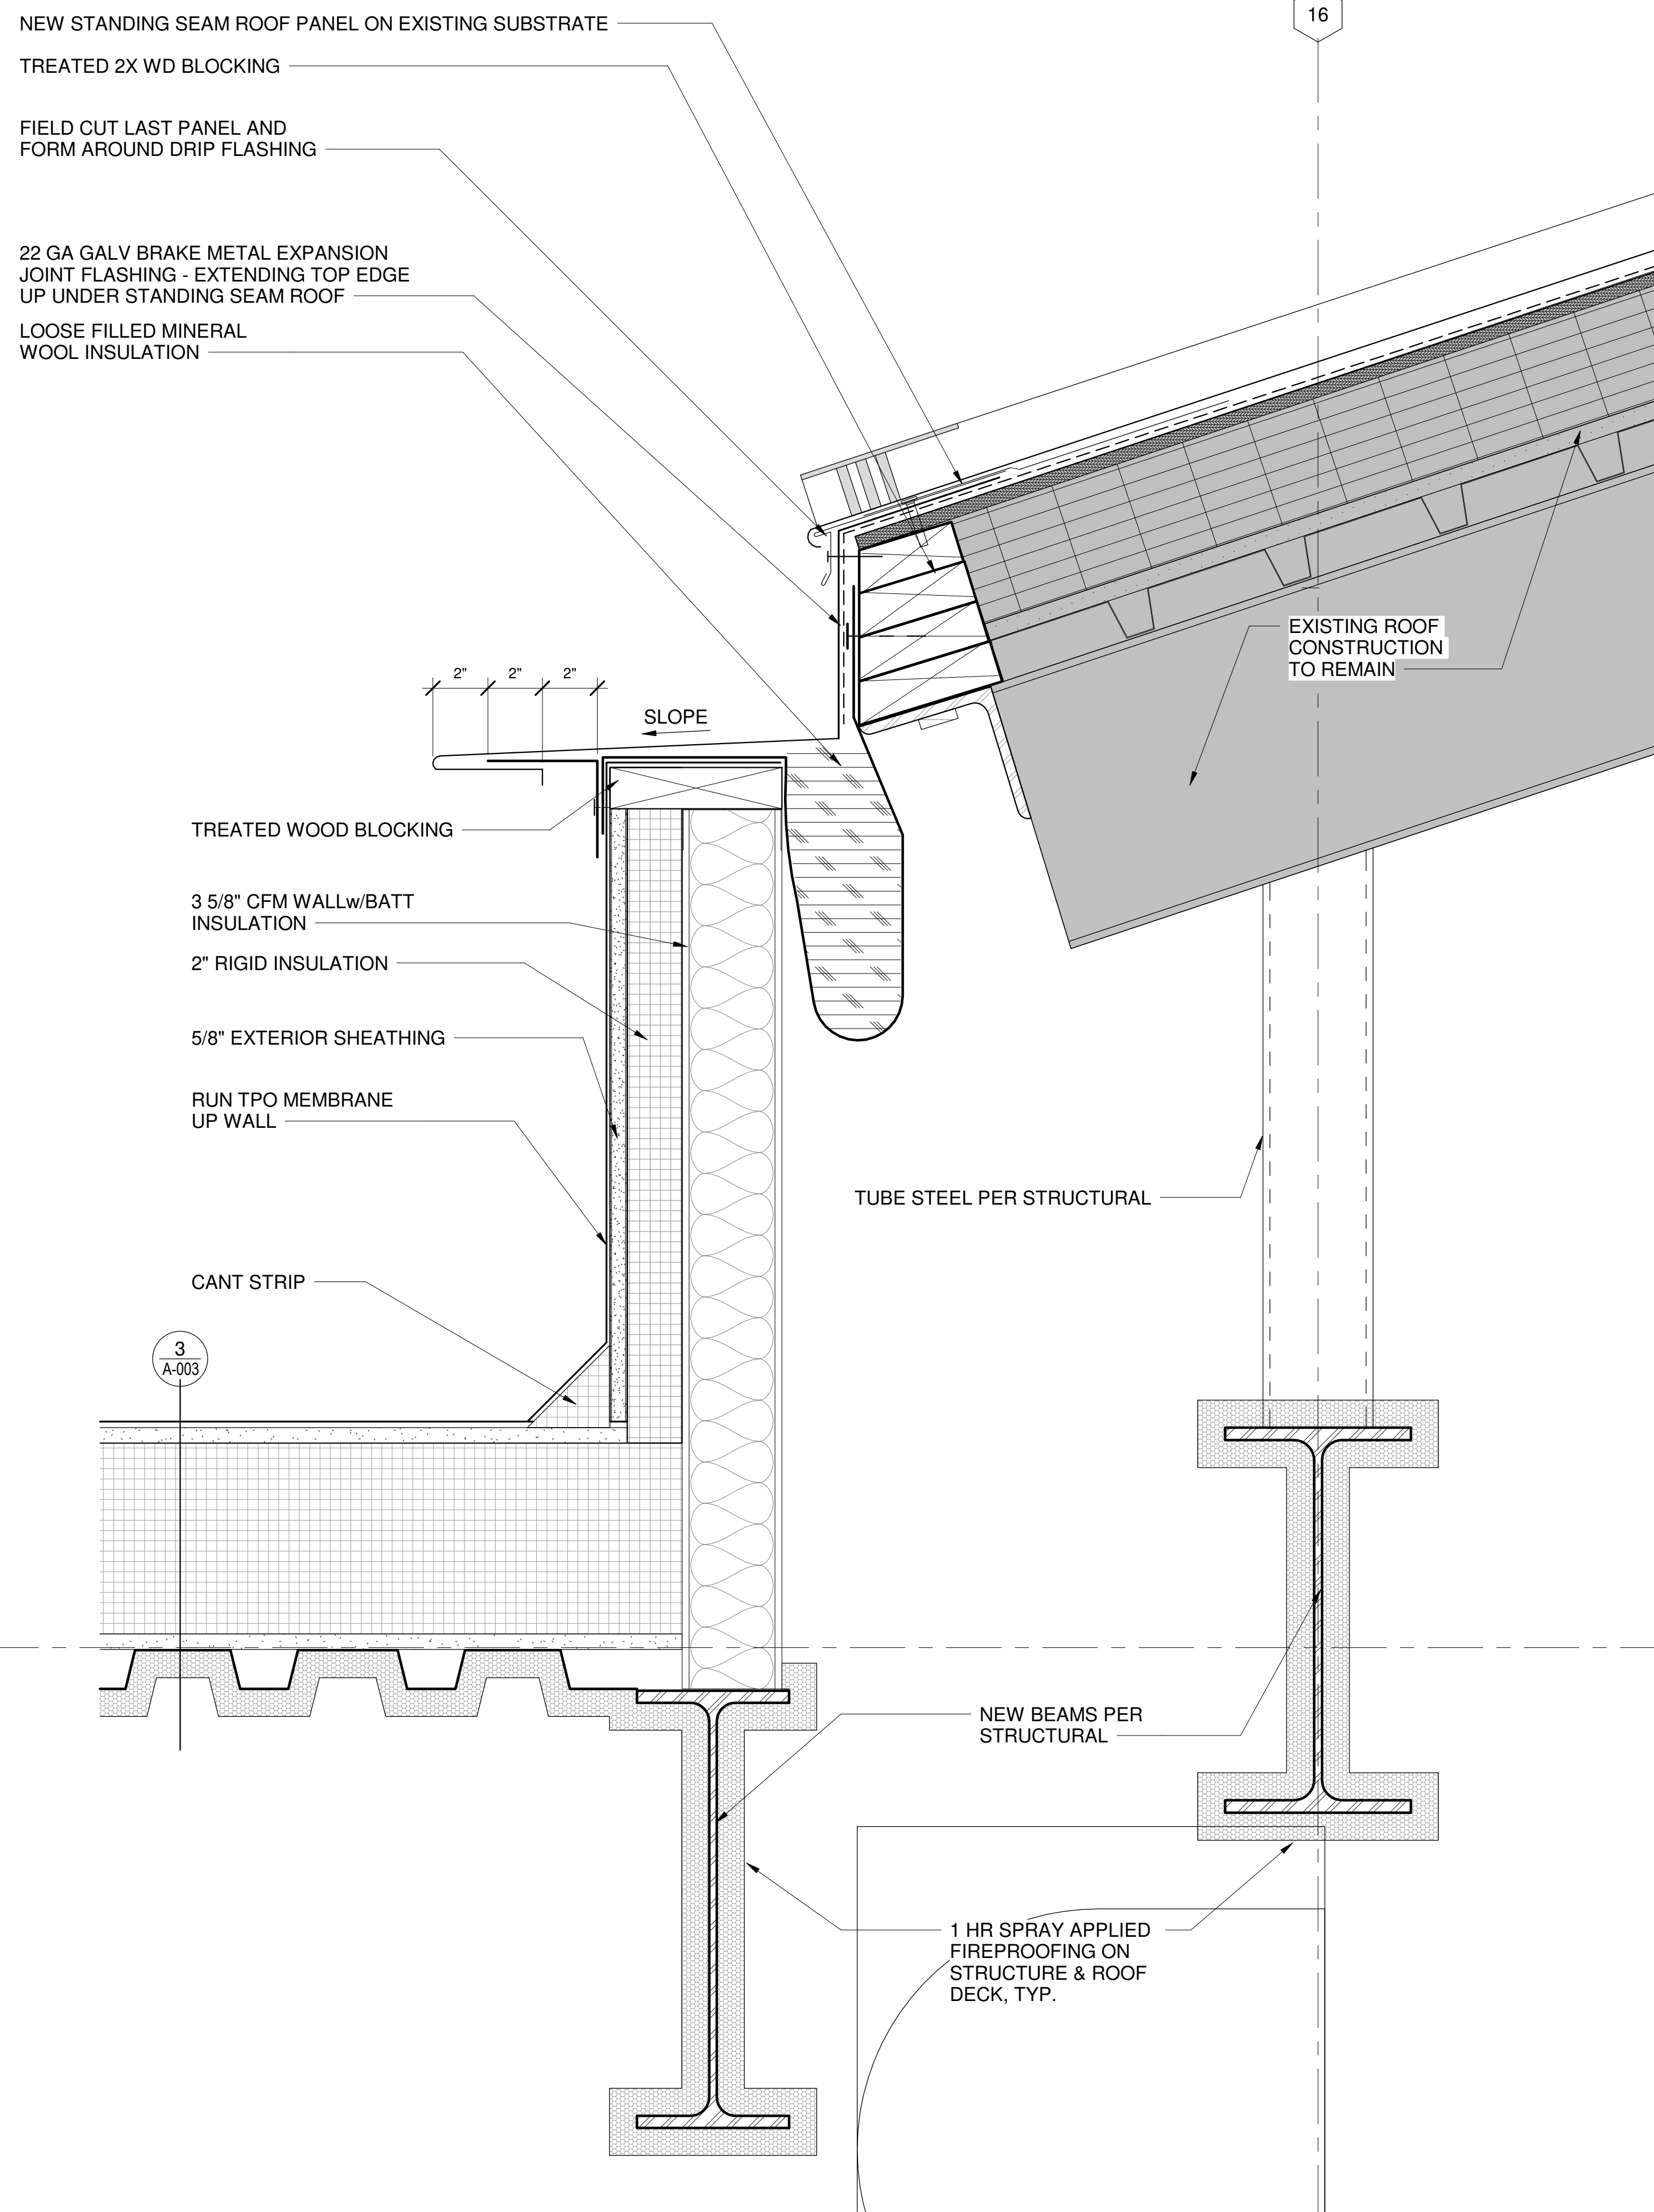 NEW STANDING SEAM ROOF PANEL ON EXISTING SUBSTRATE
16
TREATED 2X WD BLOCKING
FIELD CUT LAST PANEL AND
FORM AROUND DRIP FLASHING
22 GA GALV BRAKE METAL EXPANSION
JOINT FLASHING - EXTENDING TOP EDGE
UP UNDER STANDING SEAM ROOF
LOOSE FILLED MINERAL
WOOL INSULATION
EXISTING ROOF
CONSTRUCTION
TO REMAIN
2" 2" 2"
SLOPE
TREATED WOOD BLOCKING
3 5/8" CFM WALLw/BATT
INSULATION
2" RIGID INSULATION
5/8" EXTERIOR SHEATHING
RUN TPO MEMBRANE
UP WALL
TUBE STEEL PER STRUCTURAL
CANT STRIP
3
A-003
NEW BEAMS PER
STRUCTURAL
1 HR SPRAY APPLIED
FIREPROOFING ON
STRUCTURE & ROOF
DECK, TYP.